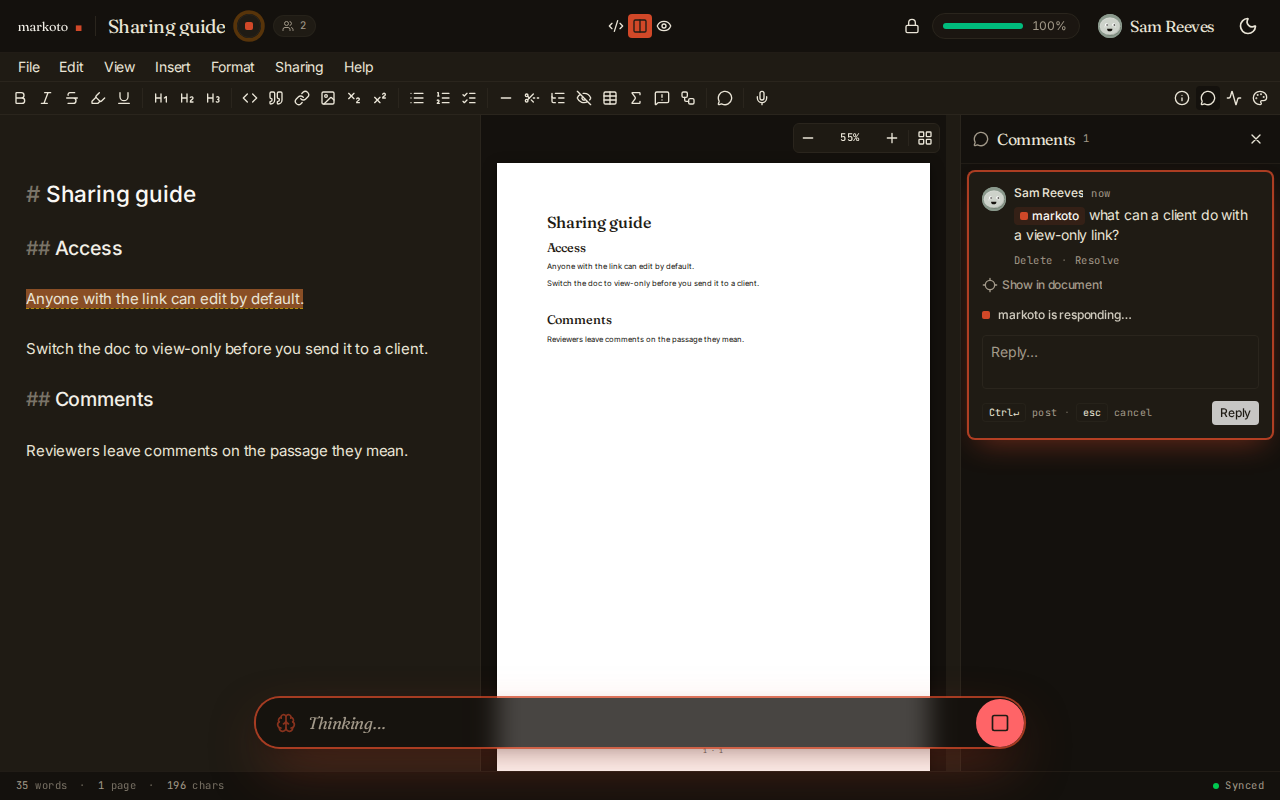 markoto
Sharing guide
2
100%
Sam Reeves
File Edit View Insert Format Sharing Help
H1 H2 H3
55%
# Sharing guide
## Access
Anyone with the link can edit by default.
Switch the doc to view-only before you send it to a client.
## Comments
Reviewers leave comments on the passage they mean.
Sharing guide
Access
Anyone with the link can edit by default.
Switch the doc to view-only before you send it to a client.
Comments
Reviewers leave comments on the passage they mean.
1 - 1
Comments 1
Sam Reeves now
markoto what can a client do with
a view-only link?
Delete · Resolve
Show in document
markoto is responding...
Reply...
Ctrl↵ post · esc cancel
Reply
Thinking...
35 words · 1 page · 196 chars
Synced